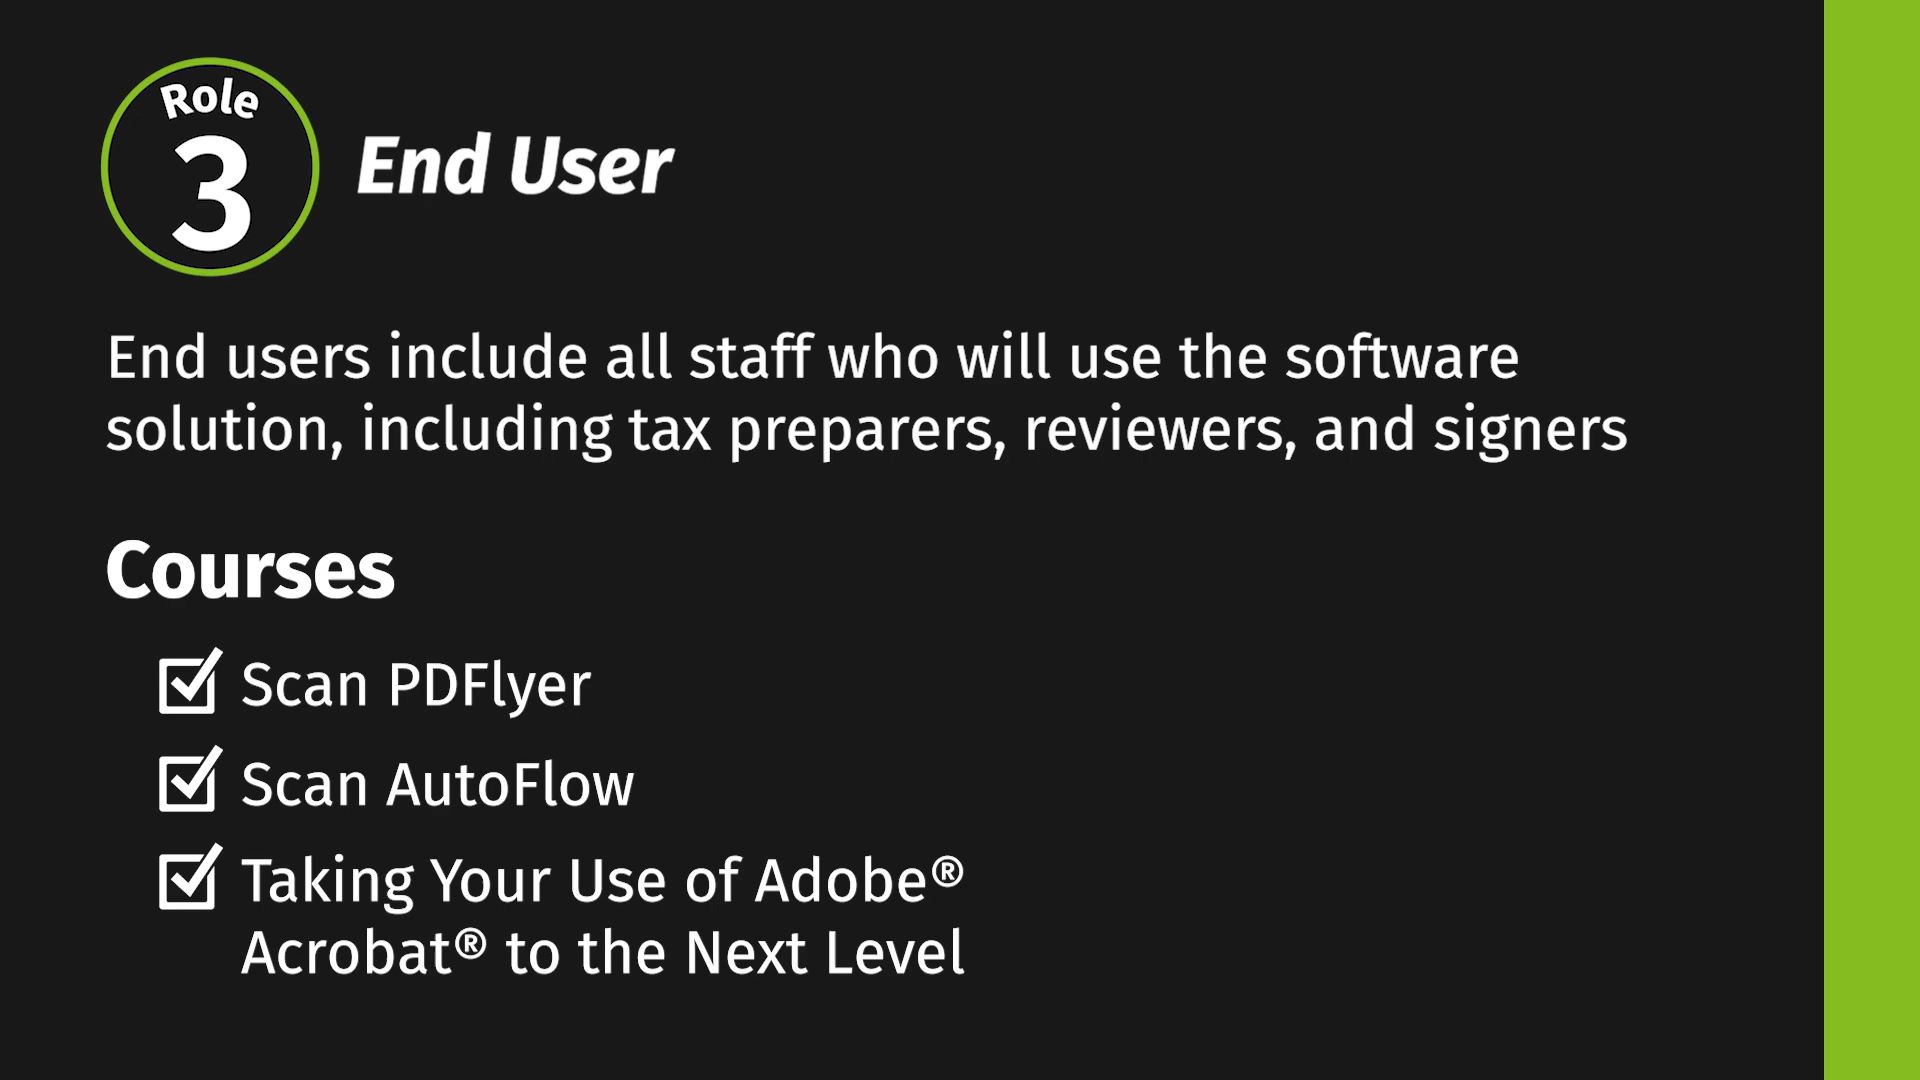 Role
3
End User
End users include all staff who will use the software
solution, including tax preparers, reviewers, and signers
Courses
Scan PDFlyer
Scan AutoFlow
Taking Your Use of Adobe®
Acrobat® to the Next Level